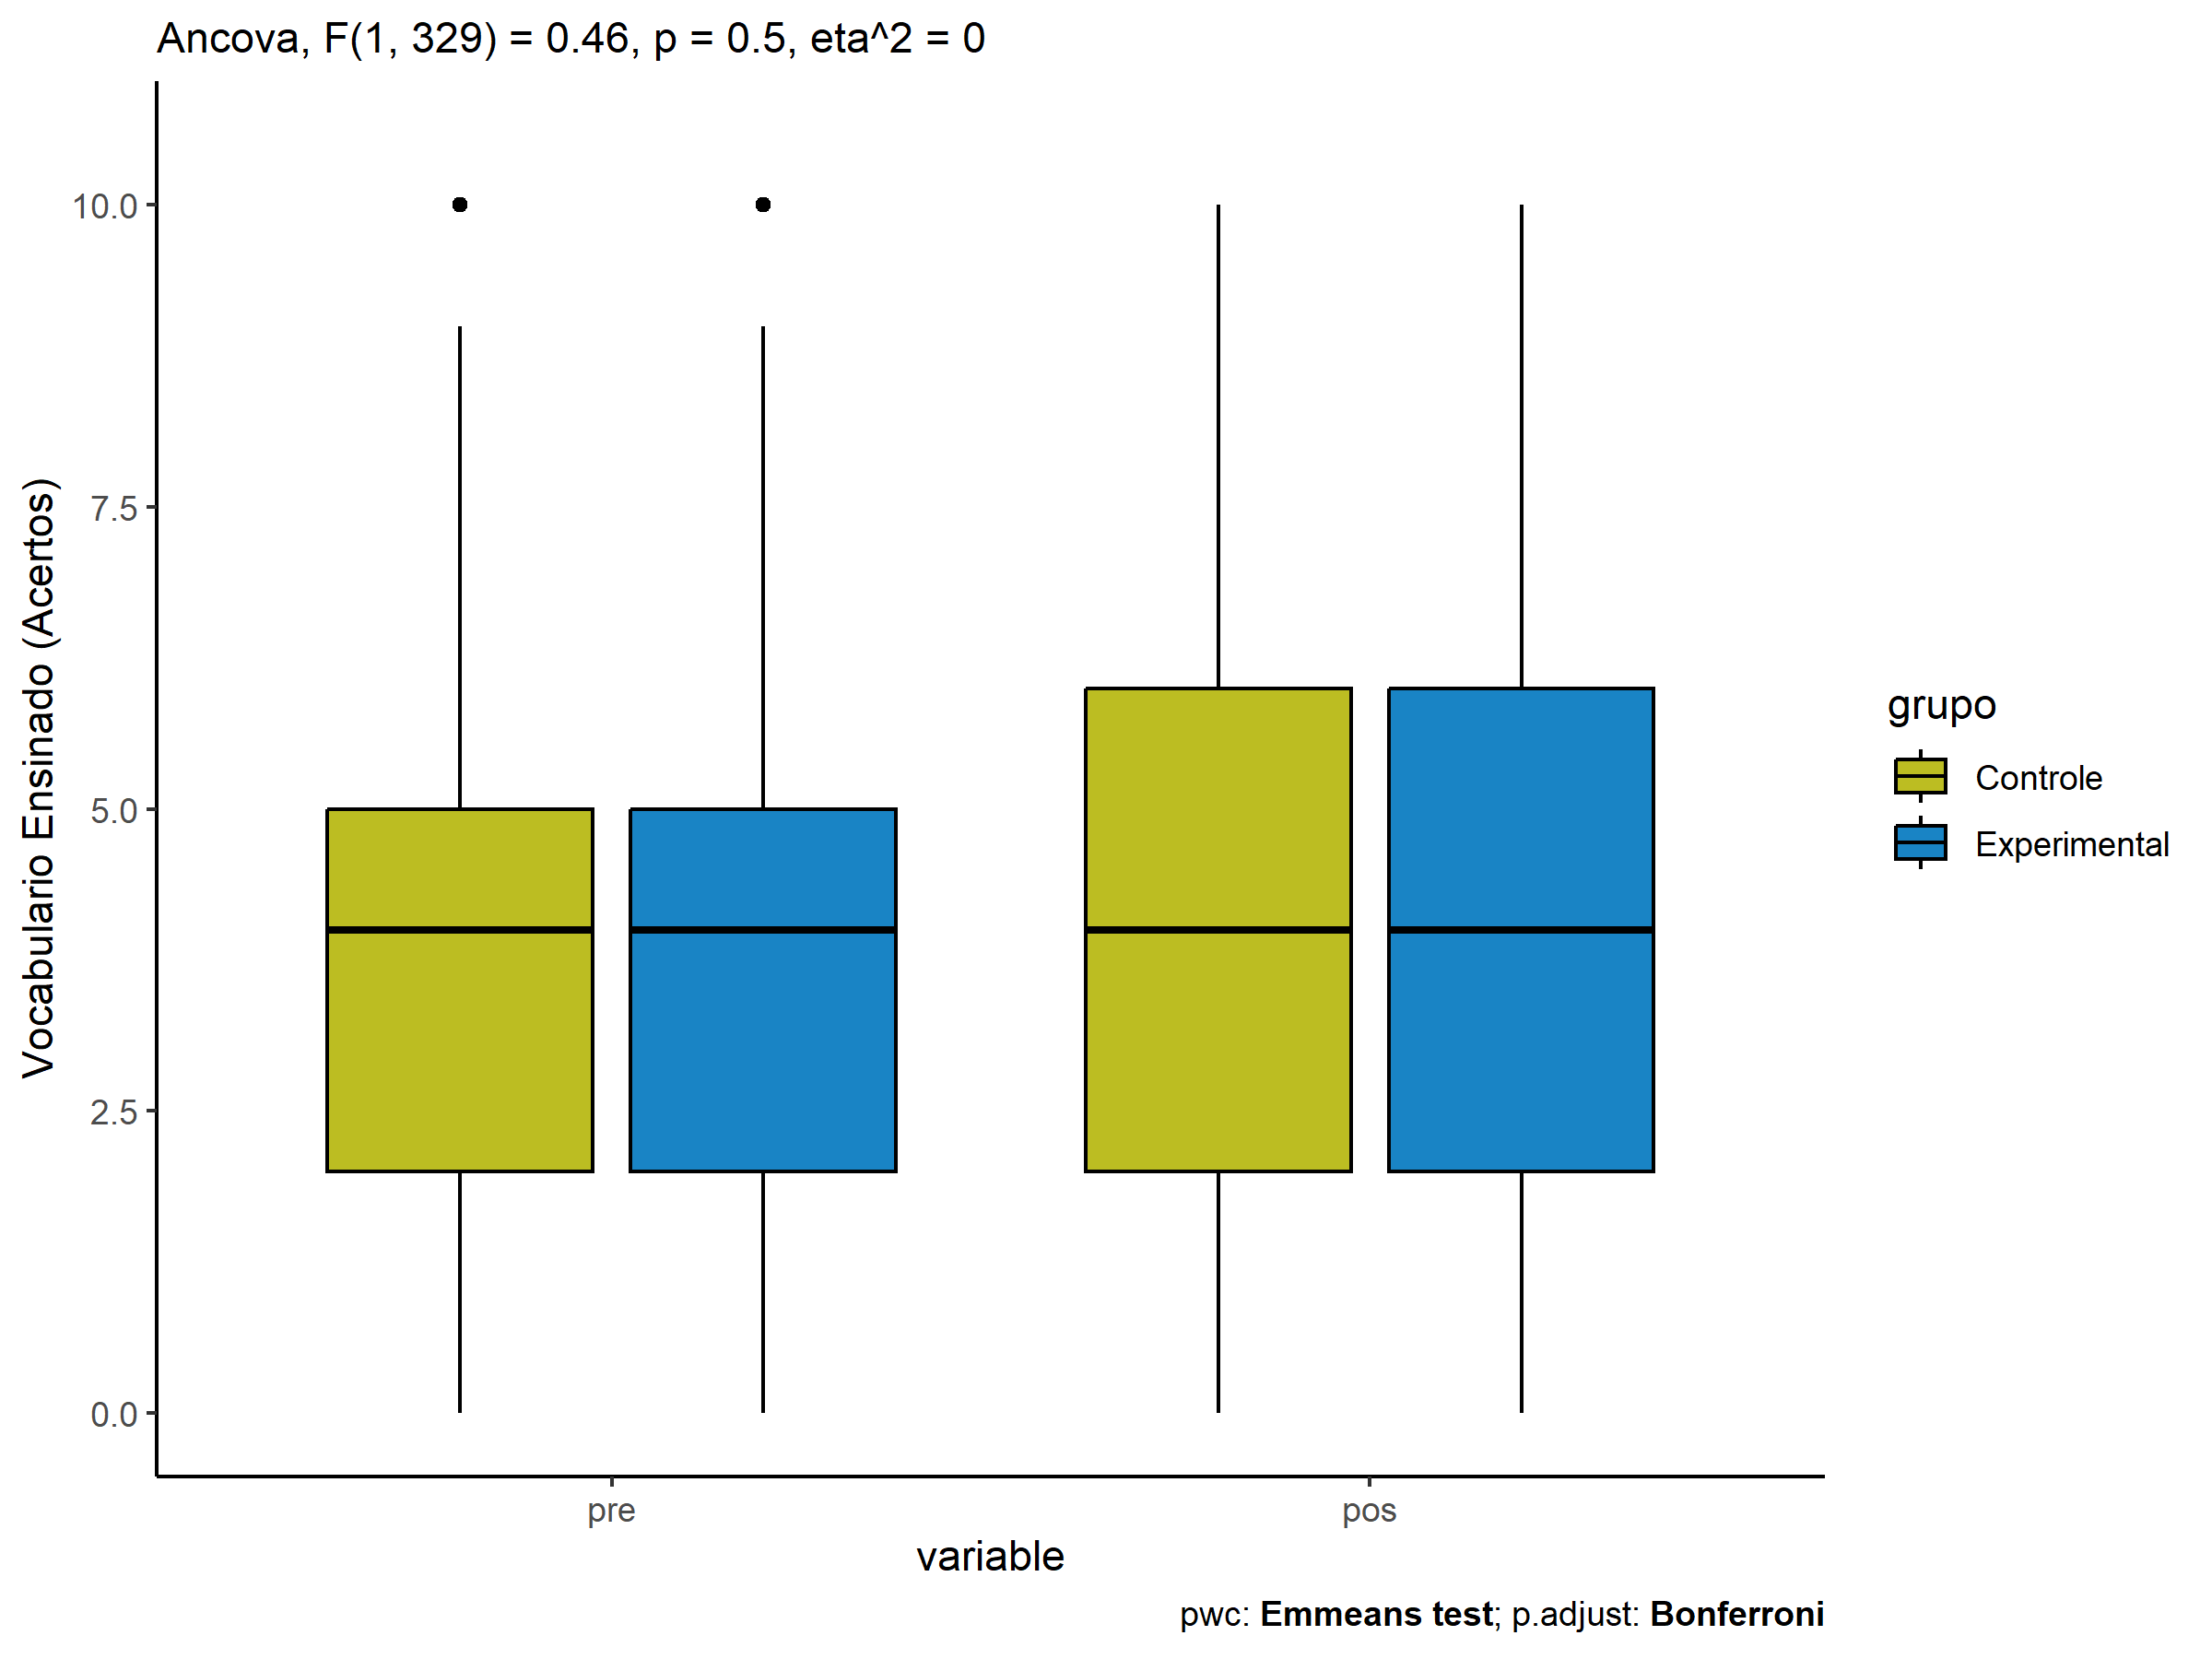 Ancova, F(1, 329) = 0.46, p = 0.5, eta^2 = 0
Vocabulario Ensinado (Acertos)
10.0
7.5
5.0
2.5
0.0
pre
pos
variable
grupo
Controle
Experimental
pwc: Emmeans test; p.adjust: Bonferroni